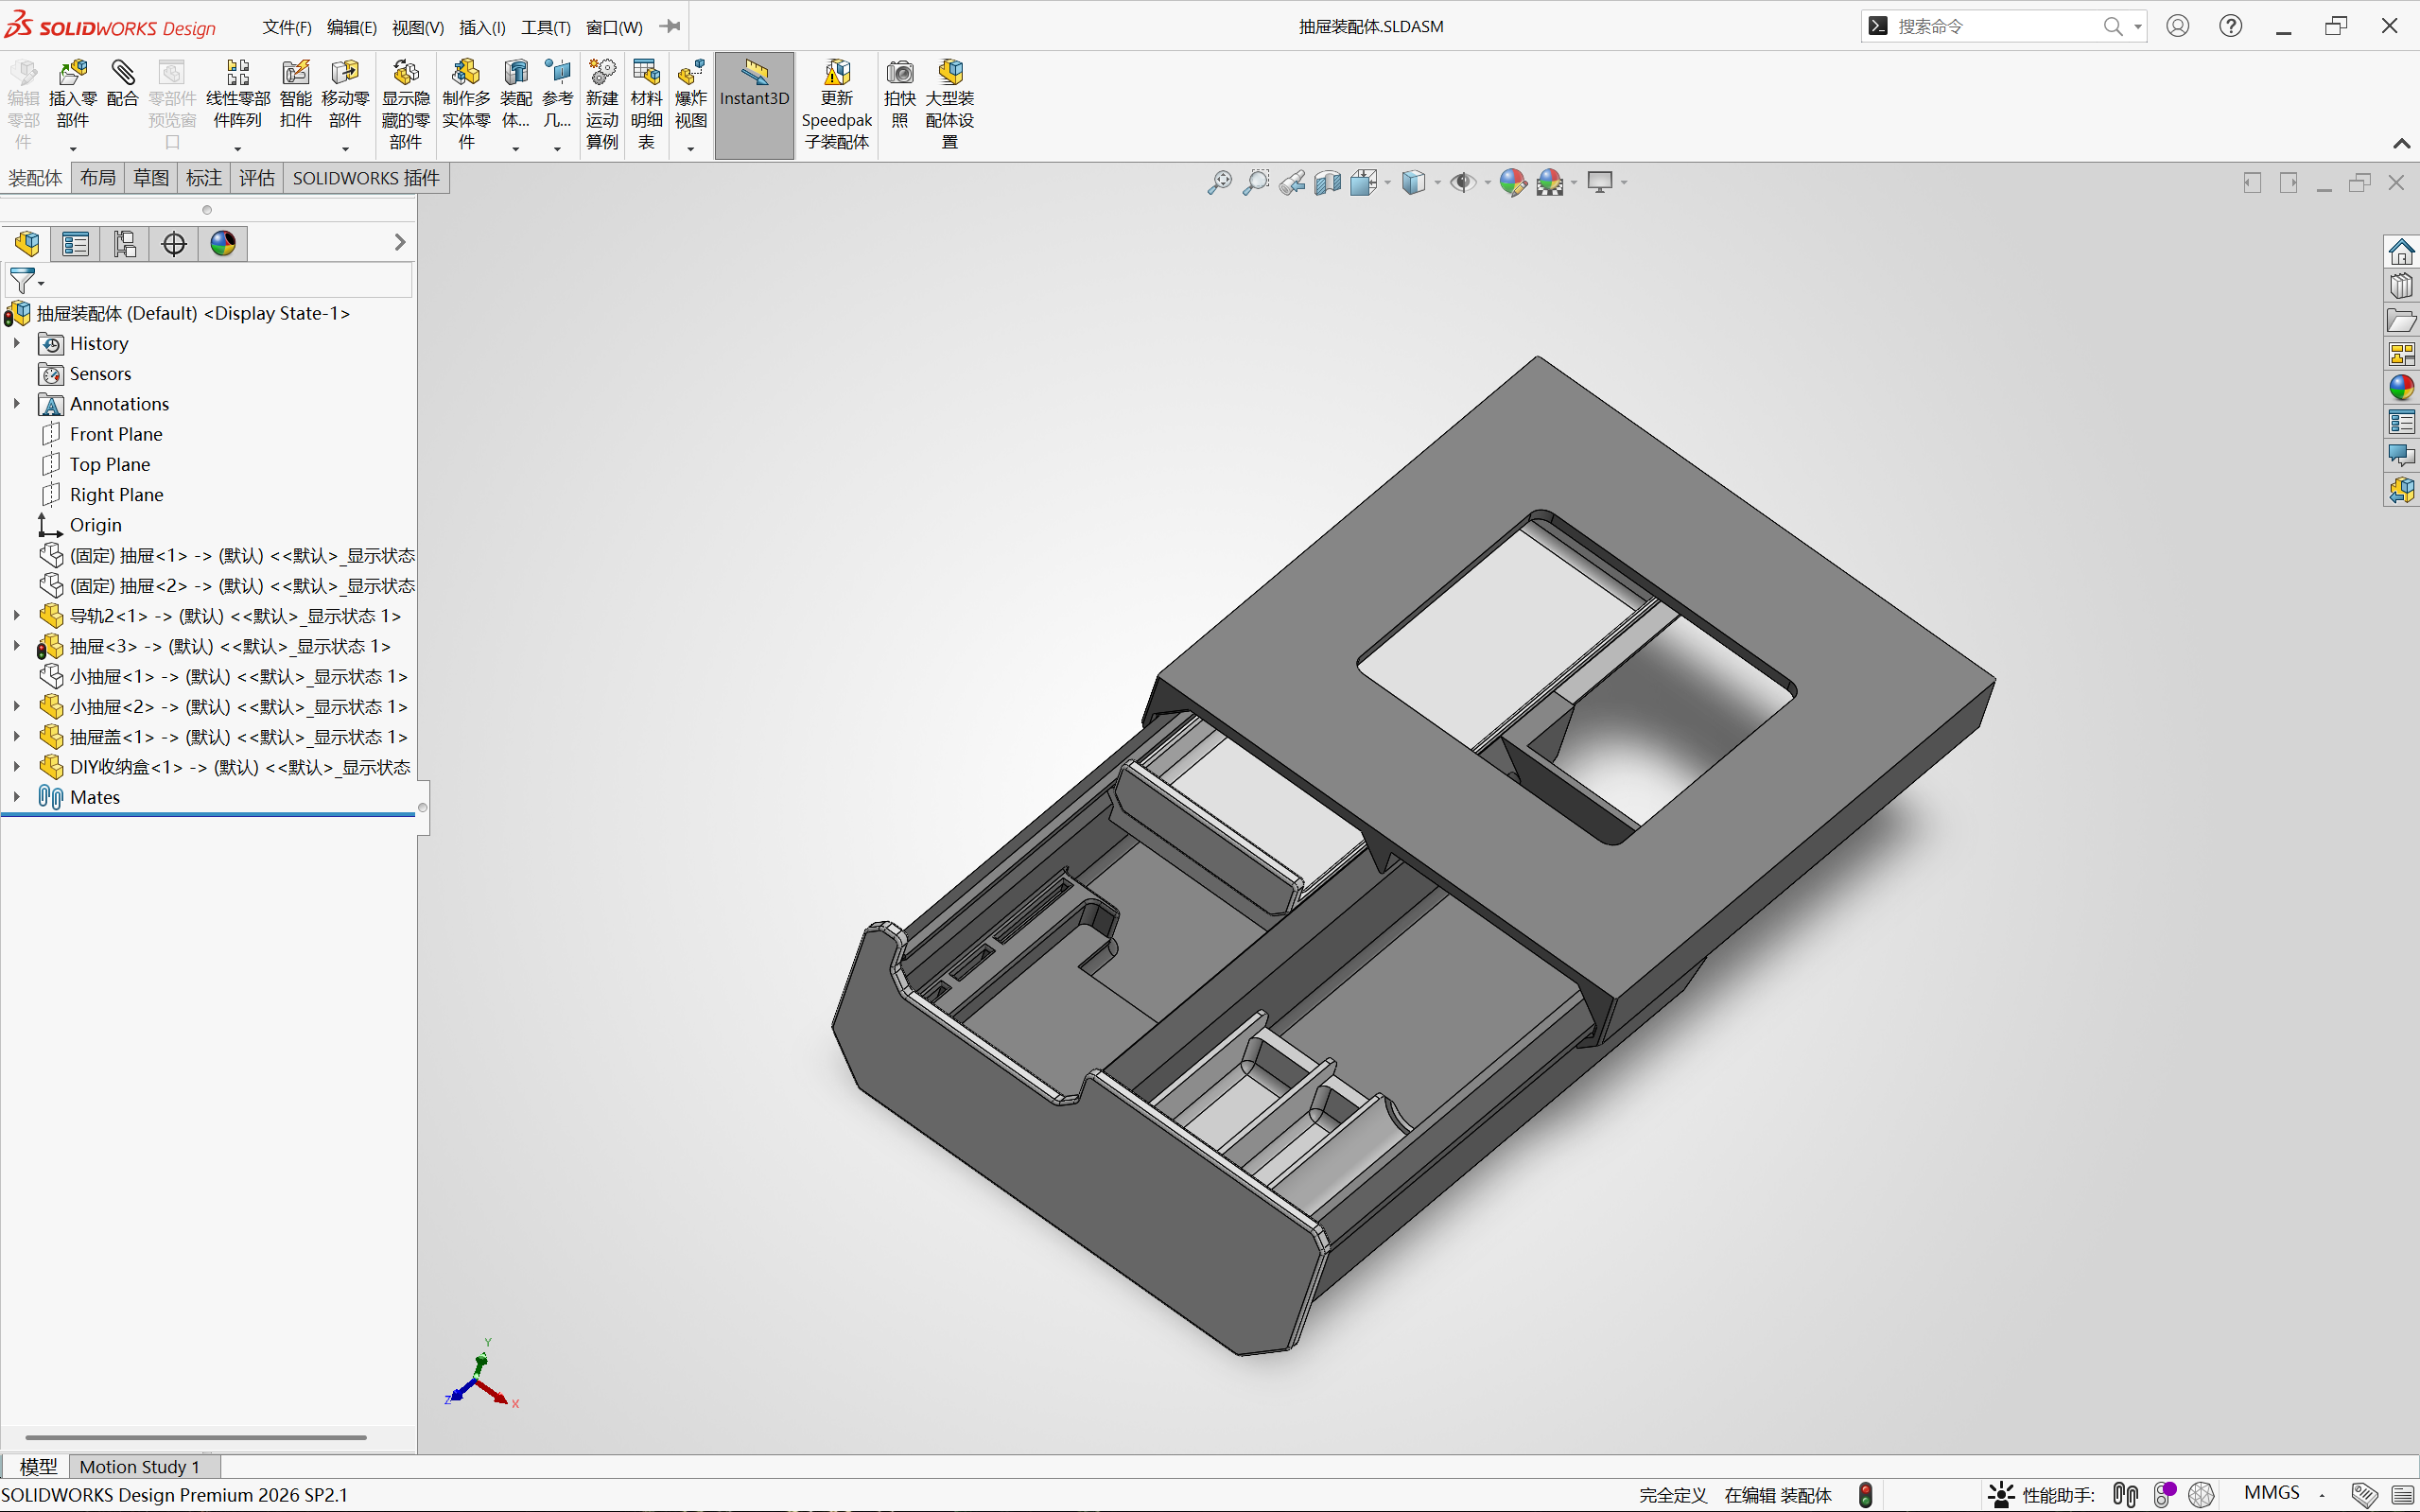 SOLIDWORKS Design 文件(F) 编辑(E) 视图(V) 插入(I) 工具(T) 窗口(W) 抽屉装配体.SLDASM 搜索命令
编辑零部件
插入零部件
配合
零部件预览窗口
线性零部件阵列
智能扣件
移动零部件
显示隐藏的零部件
制作多实体零件
装配体...
参考几...
新建运动算例
材料明细表
爆炸视图
Instant3D
更新 Speedpak 子装配体
拍快照
大型装配体设置
装配体 布局 草图 标注 评估 SOLIDWORKS 插件
抽屉装配体 (Default) <Display State-1>
History
Sensors
Annotations
Front Plane
Top Plane
Right Plane
Origin
(固定) 抽屉<1> -> (默认) <<默认>_显示状态
(固定) 抽屉<2> -> (默认) <<默认>_显示状态
导轨2<1> -> (默认) <<默认>_显示状态 1>
抽屉<3> -> (默认) <<默认>_显示状态 1>
小抽屉<1> -> (默认) <<默认>_显示状态 1>
小抽屉<2> -> (默认) <<默认>_显示状态 1>
抽屉盖<1> -> (默认) <<默认>_显示状态 1>
DIY收纳盒<1> -> (默认) <<默认>_显示状态
Mates
Y
Z
X
模型 Motion Study 1
SOLIDWORKS Design Premium 2026 SP2.1 完全定义 在编辑 装配体 性能助手: MMGS